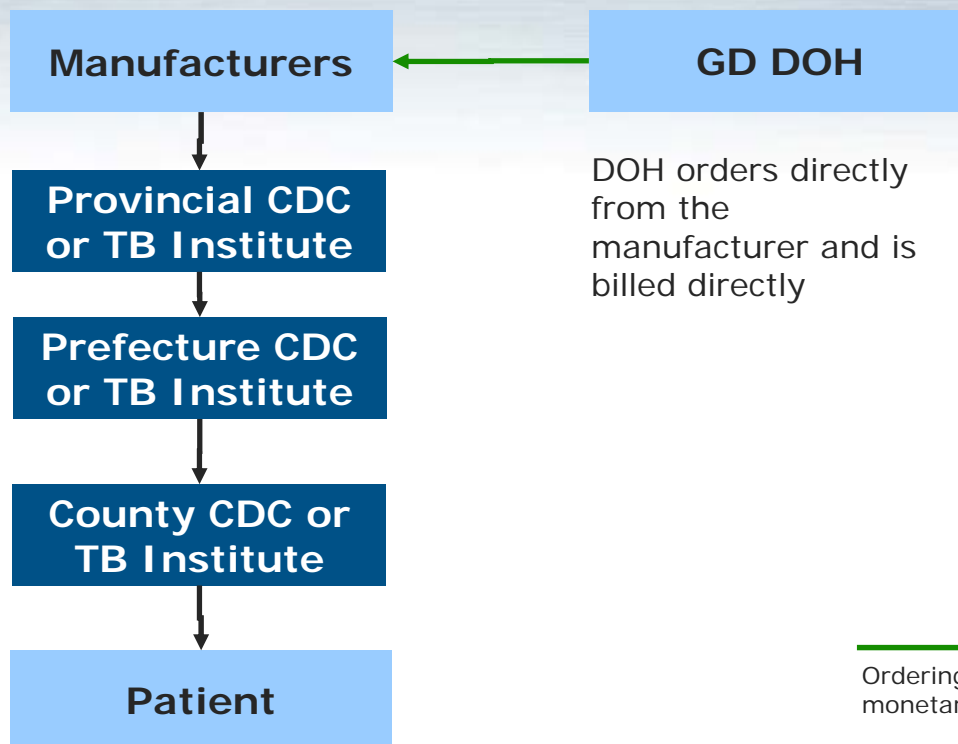 Manufacturers
GD DOH
DOH orders directly
from the
manufacturer and is
billed directly
Provincial CDC
or TB Institute
Prefecture CDC
or TB Institute
County CDC or
TB Institute
Patient
Ordering